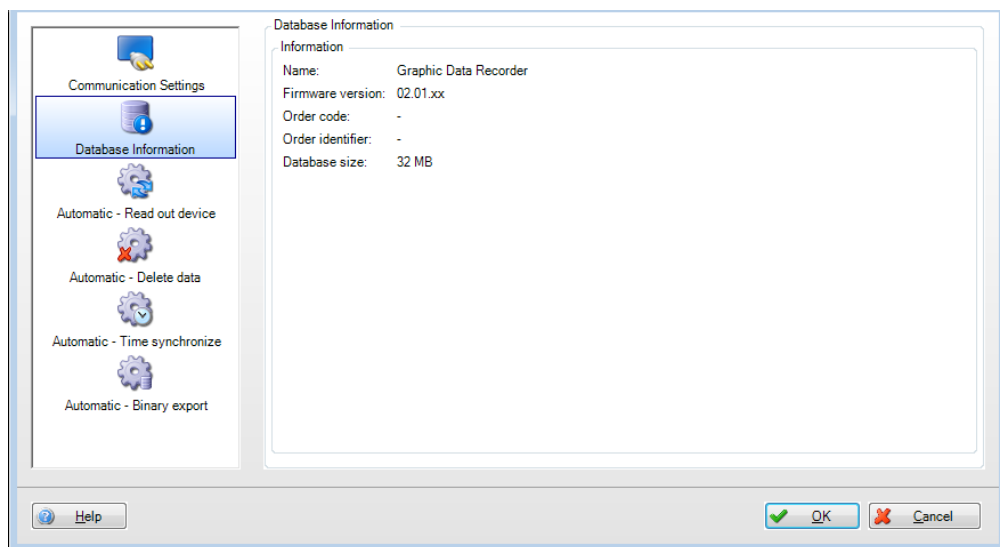 Communication Settings
Database Information
Automatic - Read out device
Automatic - Delete data
Automatic - Time synchronize
Automatic - Binary export
Database Information
Information
Name: Graphic Data Recorder
Firmware version: 02.01.xx
Order code: -
Order identifier: -
Database size: 32 MB
Help
OK
Cancel